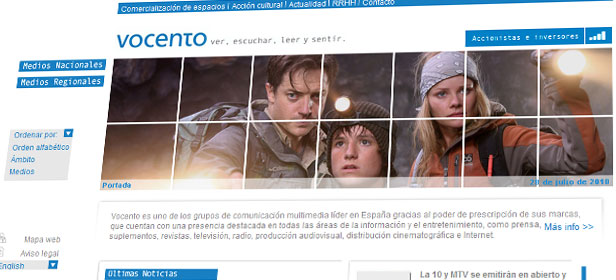 Comercialización de espacios | Acción cultural | Actualidad | RRHH / Contacto
vocento ver, escuchar, leer y sentir.
Accionistas e inversores
Medios Nacionales
Medios Regionales
Ordenar por:
Orden alfabético
Ámbito
Medios
Portada
20 de julio de 2010
Vocento es uno de los grupos de comunicación multimedia líder en España gracias al poder de prescripción de sus marcas,
que cuentan con una presencia destacada en todas las áreas de la información y el entretenimiento, como prensa,
suplementos, revistas, televisión, radio, producción audiovisual, distribución cinematográfica e Internet.
Más info >>
Mapa web
Aviso legal
English
Últimas Noticias
La 10 y MTV se emitirán en abierto y